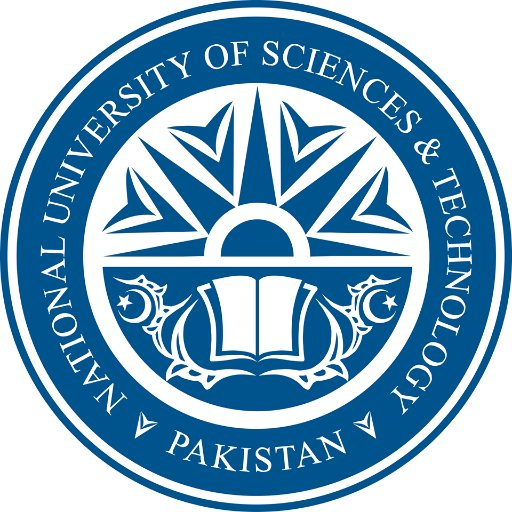 NATIONAL UNIVERSITY OF SCIENCES & TECHNOLOGY
PAKISTAN